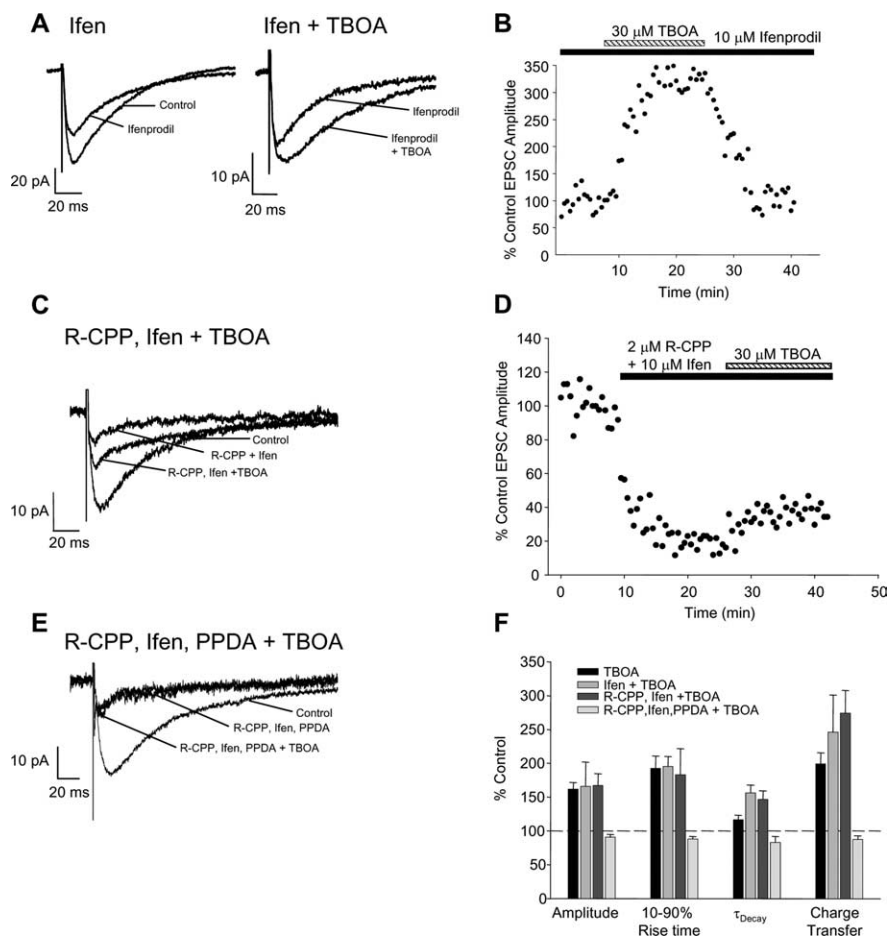 A
Ifen
Ifen + TBOA
Control
Ifenprodil
20 pA
20 ms
Ifenprodil
Ifenprodil
+ TBOA
10 pA
20 ms
B
30 μM TBOA
10 μM Ifenprodil
% Control EPSC Amplitude
350
300
250
200
150
100
50
0
10
20
30
40
Time (min)
C
R-CPP, Ifen + TBOA
Control
R-CPP + Ifen
R-CPP, Ifen +TBOA
10 pA
20 ms
D
2 μM R-CPP
+ 10 μM Ifen
30 μM TBOA
% Control EPSC Amplitude
140
120
100
80
60
40
20
0
0
10
20
30
40
50
Time (min)
E
R-CPP, Ifen, PPDA + TBOA
Control
R-CPP, Ifen, PPDA
R-CPP, Ifen, PPDA + TBOA
10 pA
20 ms
F
TBOA
Ifen + TBOA
R-CPP, Ifen +TBOA
R-CPP,Ifen,PPDA + TBOA
% Control
350
300
250
200
150
100
50
0
Amplitude
10-90%
Rise time
τDecay
Charge
Transfer